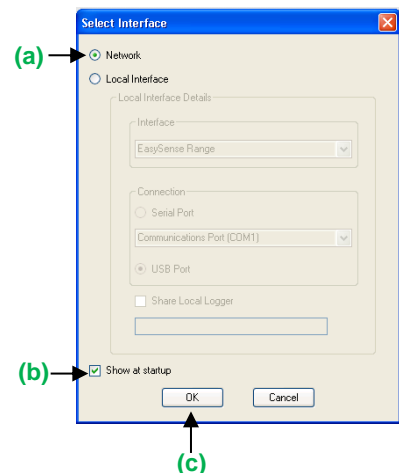 Select Interface
(a)
Network
Local Interface
Local Interface Details
Interface
EasySense Range
Connection
Serial Port
Communications Port (COM1)
USB Port
Share Local Logger
(b)
Show at startup
OK
Cancel
(c)